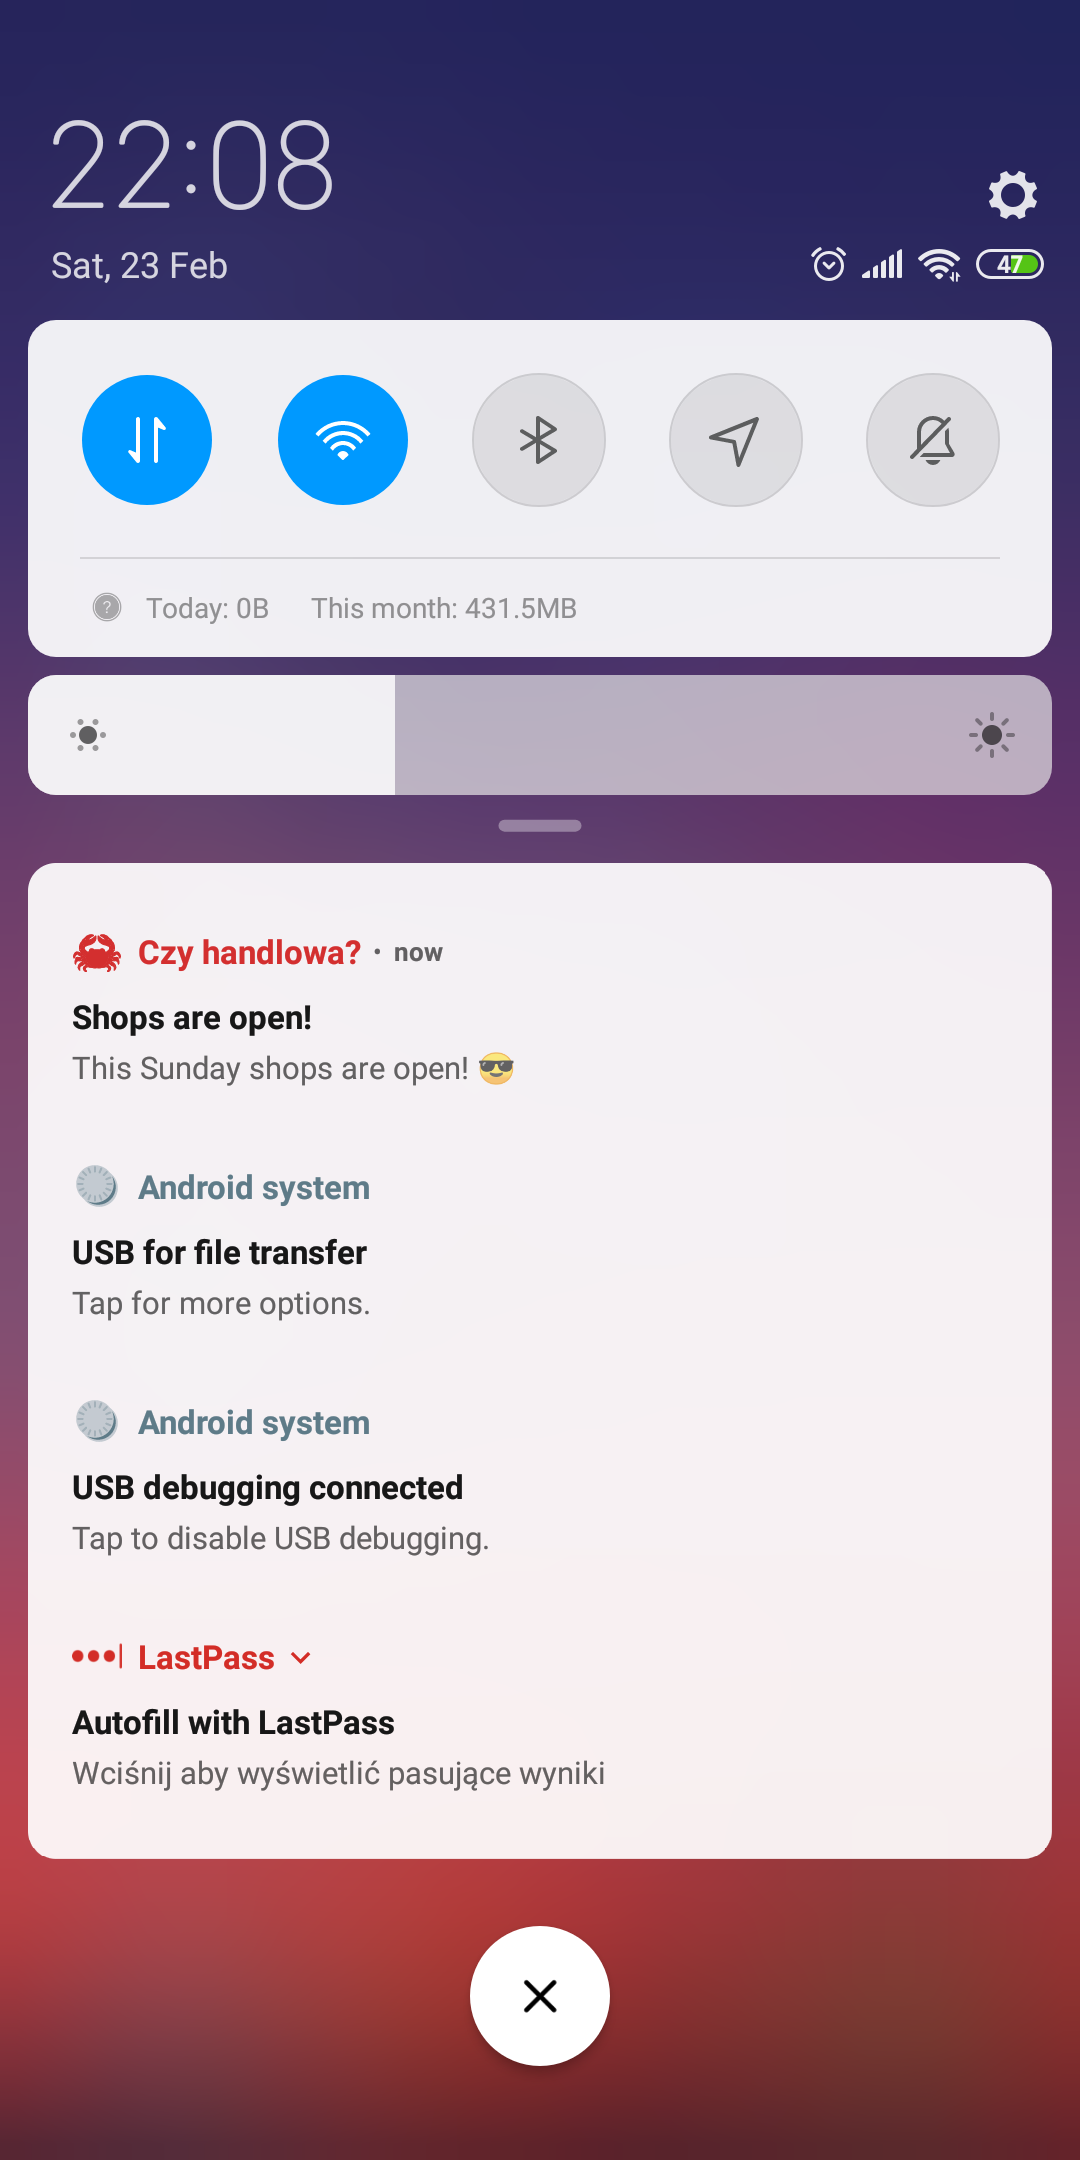 22:08
Sat, 23 Feb
47
Today: 0B This month: 431.5MB
Czy handlowa? · now
Shops are open!
This Sunday shops are open! 😎
Android system
USB for file transfer
Tap for more options.
Android system
USB debugging connected
Tap to disable USB debugging.
LastPass
Autofill with LastPass
Wciśnij aby wyświetlić pasujące wyniki